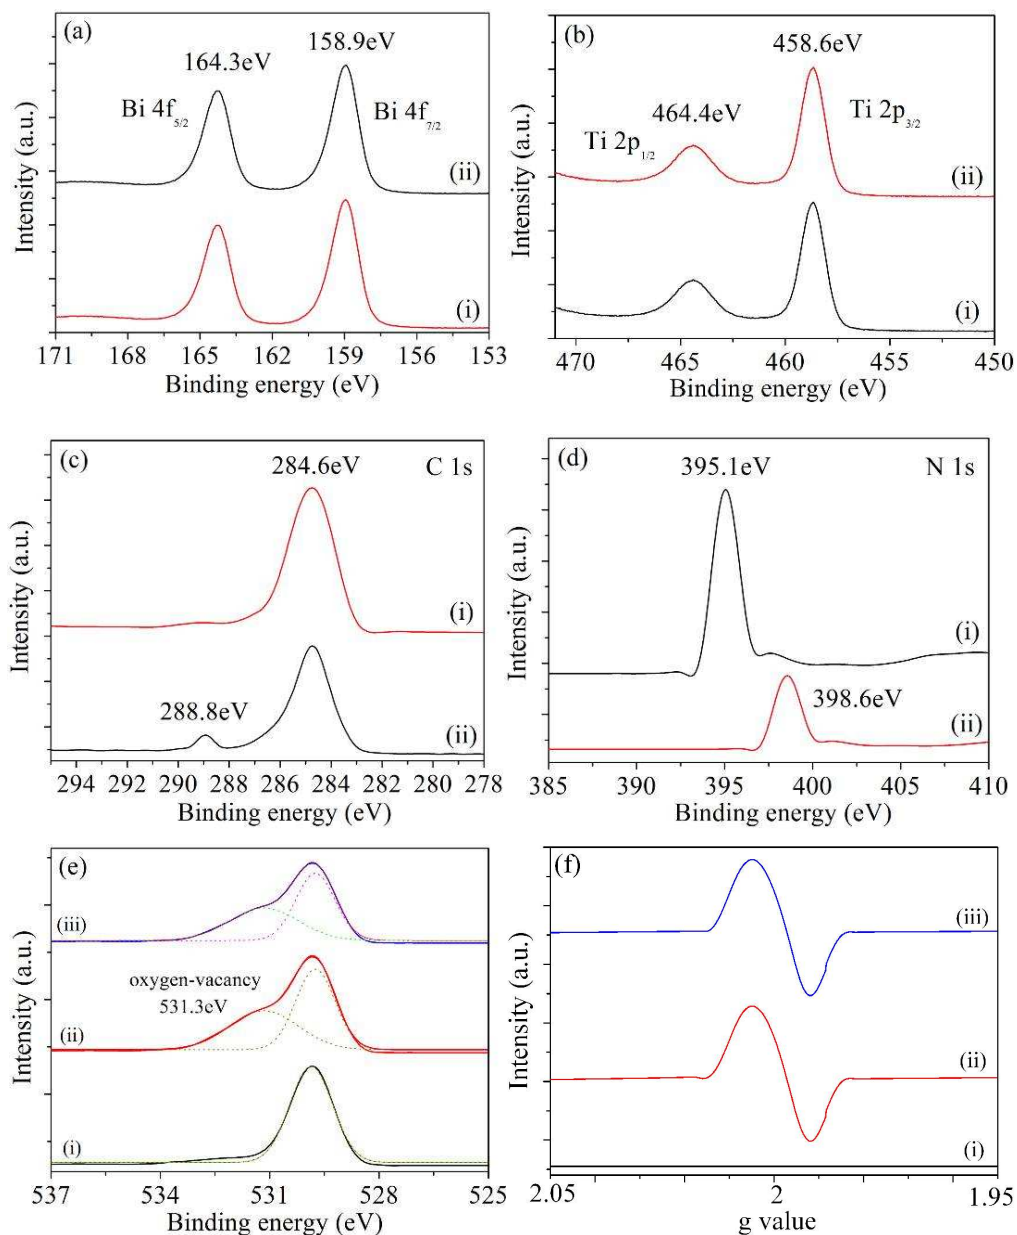 (a)
158.9eV
164.3eV
Bi 4f5/2
Bi 4f7/2
(ii)
(i)
Intensity (a.u.)
171 168 165 162 159 156 153
Binding energy (eV)
(b)
458.6eV
464.4eV
Ti 2p3/2
Ti 2p1/2
(ii)
(i)
Intensity (a.u.)
470 465 460 455 450
Binding energy (eV)
(c)
284.6eV
C 1s
(i)
288.8eV
(ii)
Intensity (a.u.)
294 292 290 288 286 284 282 280 278
Binding energy (eV)
(d)
395.1eV
N 1s
(i)
398.6eV
(ii)
Intensity (a.u.)
385 390 395 400 405 410
Binding energy (eV)
(e)
(iii)
oxygen-vacancy
531.3eV
(ii)
(i)
Intensity (a.u.)
537 534 531 528 525
Binding energy (eV)
(f)
(iii)
(ii)
(i)
Intensity (a.u.)
2.05 2 1.95
g value